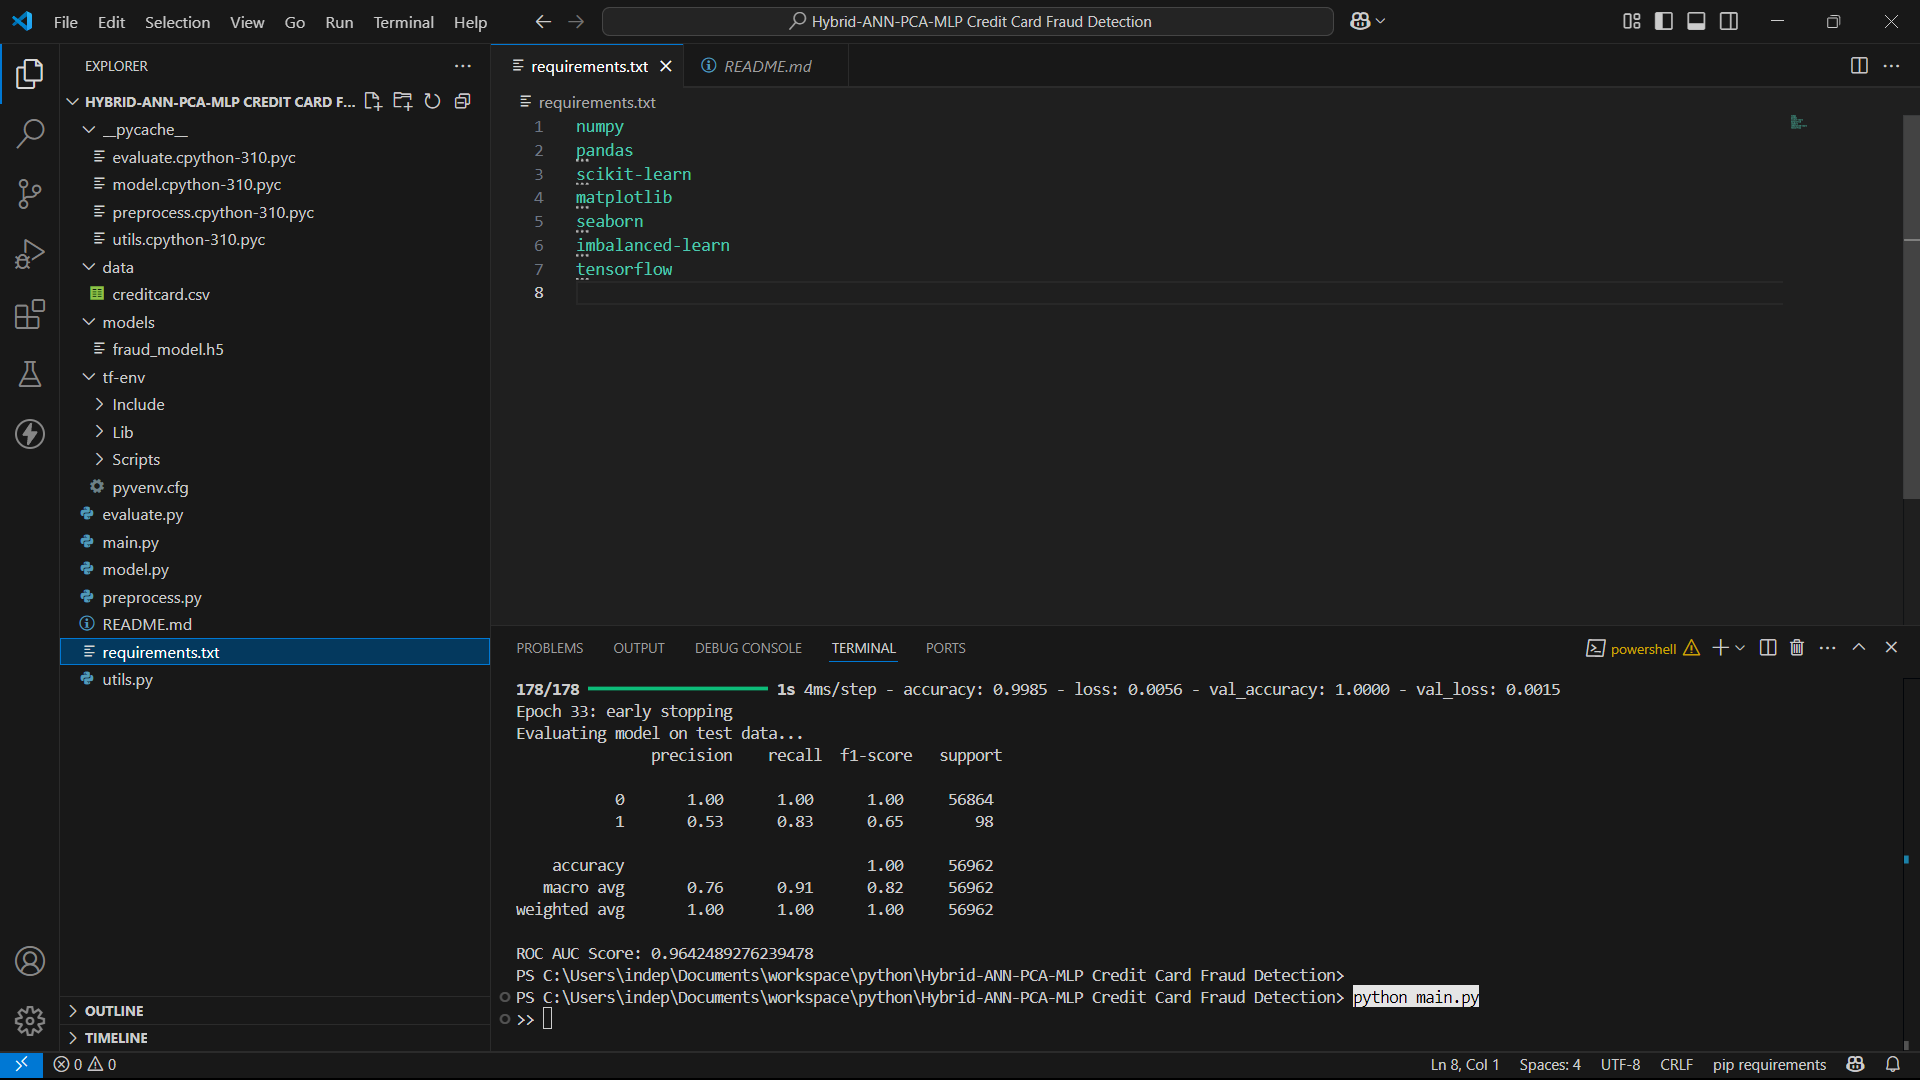 File Edit Selection View Go Run Terminal Help
Hybrid-ANN-PCA-MLP Credit Card Fraud Detection
EXPLORER
HYBRID-ANN-PCA-MLP CREDIT CARD F...
__pycache__
evaluate.cpython-310.pyc
model.cpython-310.pyc
preprocess.cpython-310.pyc
utils.cpython-310.pyc
data
creditcard.csv
models
fraud_model.h5
tf-env
Include
Lib
Scripts
pyvenv.cfg
evaluate.py
main.py
model.py
preprocess.py
README.md
requirements.txt
utils.py
OUTLINE
TIMELINE
requirements.txt README.md
requirements.txt
1 numpy
2 pandas
3 scikit-learn
4 matplotlib
5 seaborn
6 imbalanced-learn
7 tensorflow
8
PROBLEMS OUTPUT DEBUG CONSOLE TERMINAL PORTS
powershell
178/178 1s 4ms/step - accuracy: 0.9985 - loss: 0.0056 - val_accuracy: 1.0000 - val_loss: 0.0015
Epoch 33: early stopping
Evaluating model on test data...
precision recall f1-score support
0 1.00 1.00 1.00 56864
1 0.53 0.83 0.65 98
accuracy 1.00 56962
macro avg 0.76 0.91 0.82 56962
weighted avg 1.00 1.00 1.00 56962
ROC AUC Score: 0.9642489276239478
PS C:\Users\indep\Documents\workspace\python\Hybrid-ANN-PCA-MLP Credit Card Fraud Detection>
PS C:\Users\indep\Documents\workspace\python\Hybrid-ANN-PCA-MLP Credit Card Fraud Detection> python main.py
>>
0 0
Ln 8, Col 1 Spaces: 4 UTF-8 CRLF pip requirements